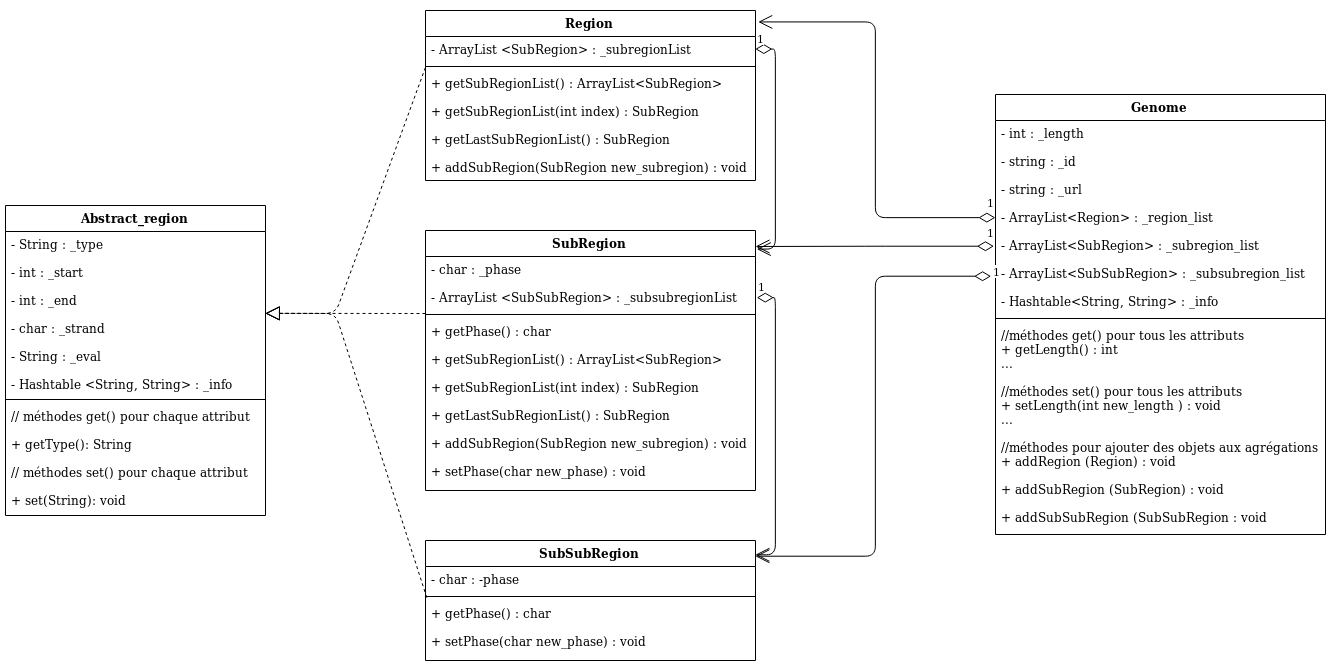 Abstract_region
- String : _type
- int : _start
- int : _end
- char : _strand
- String : _eval
- Hashtable <String, String> : _info
// méthodes get() pour chaque attribut
+ getType(): String
// méthodes set() pour chaque attribut
+ set(String): void
Region
- ArrayList <SubRegion> : _subregionList
+ getSubRegionList() : ArrayList<SubRegion>
+ getSubRegionList(int index) : SubRegion
+ getLastSubRegionList() : SubRegion
+ addSubRegion(SubRegion new_subregion) : void
1
SubRegion
- char : _phase
- ArrayList <SubSubRegion> : _subsubregionList
+ getPhase() : char
+ getSubRegionList() : ArrayList<SubRegion>
+ getSubRegionList(int index) : SubRegion
+ getLastSubRegionList() : SubRegion
+ addSubRegion(SubRegion new_subregion) : void
+ setPhase(char new_phase) : void
1
SubSubRegion
- char : -phase
+ getPhase() : char
+ setPhase(char new_phase) : void
Genome
- int : _length
- string : _id
- string : _url
1
- ArrayList<Region> : _region_list
1
- ArrayList<SubRegion> : _subregion_list
1
- ArrayList<SubSubRegion> : _subsubregion_list
- Hashtable<String, String> : _info
//méthodes get() pour tous les attributs
+ getLength() : int
...
//méthodes set() pour tous les attributs
+ setLength(int new_length ) : void
...
//méthodes pour ajouter des objets aux agrégations
+ addRegion (Region) : void
+ addSubRegion (SubRegion) : void
+ addSubSubRegion (SubSubRegion : void